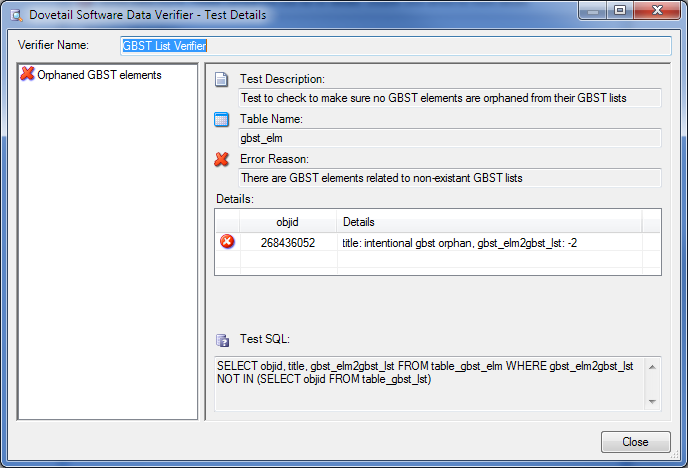 Dovetail Software Data Verifier - Test Details
Verifier Name: GBST List Verifier
Orphaned GBST elements
Test Description:
Test to check to make sure no GBST elements are orphaned from their GBST lists
Table Name:
gbst_elm
Error Reason:
There are GBST elements related to non-existant GBST lists
Details:
objid Details
268436052 title: intentional gbst orphan, gbst_elm2gbst_lst: -2
Test SQL:
SELECT objid, title, gbst_elm2gbst_lst FROM table_gbst_elm WHERE gbst_elm2gbst_lst
NOT IN (SELECT objid FROM table_gbst_lst)
Close